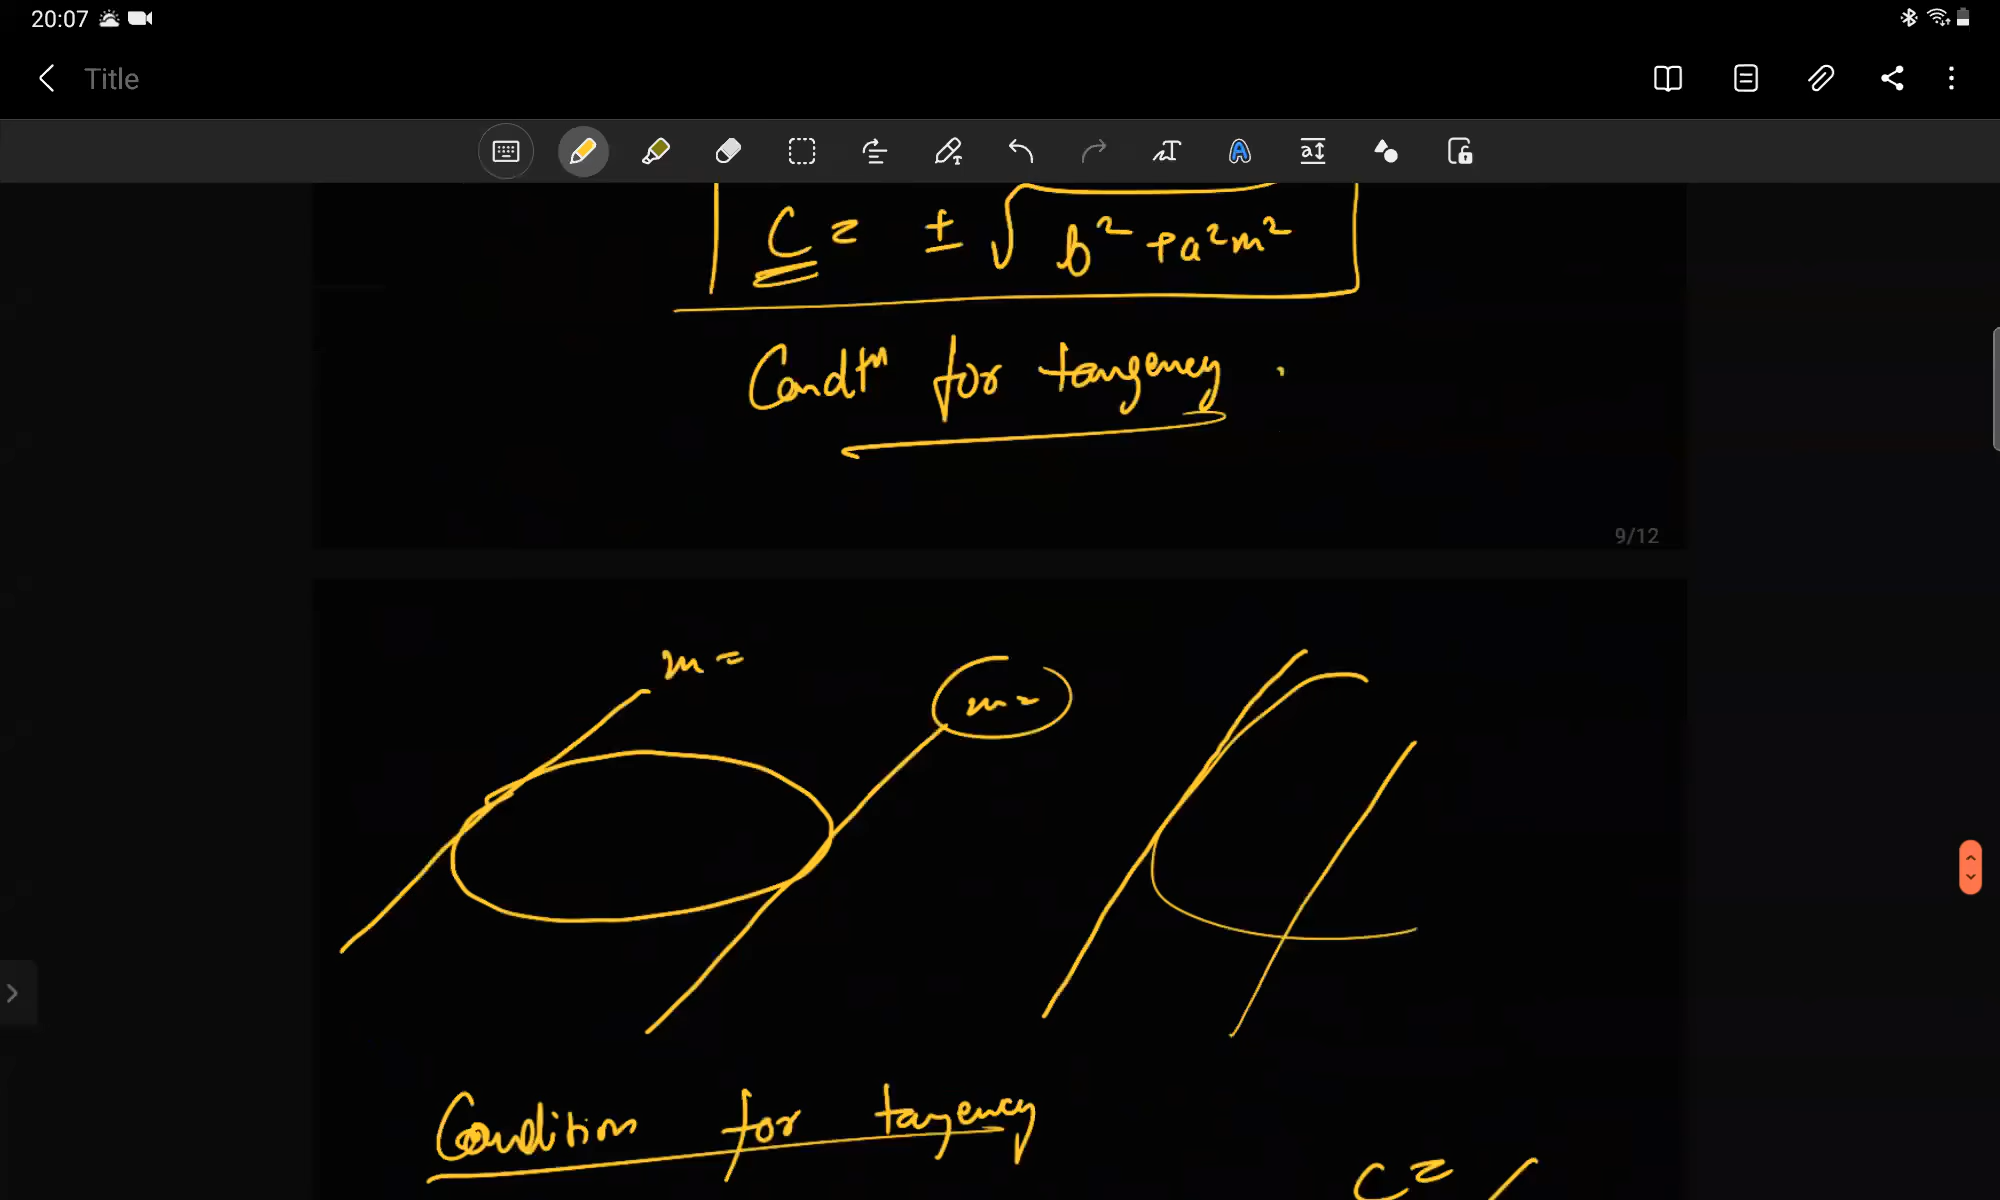 20:07
Title
C = ± √b² + a²m²
Condtⁿ for tangency .
9/12
m =
m =
Condition for tangency
C =